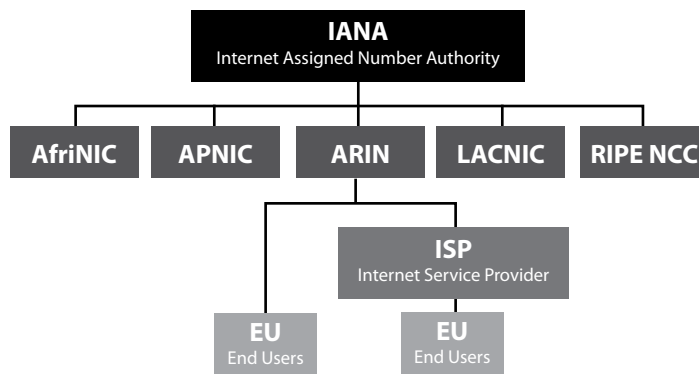 IANA
Internet Assigned Number Authority
AfriNIC
APNIC
ARIN
LACNIC
RIPE NCC
ISP
Internet Service Provider
EU
End Users
EU
End Users